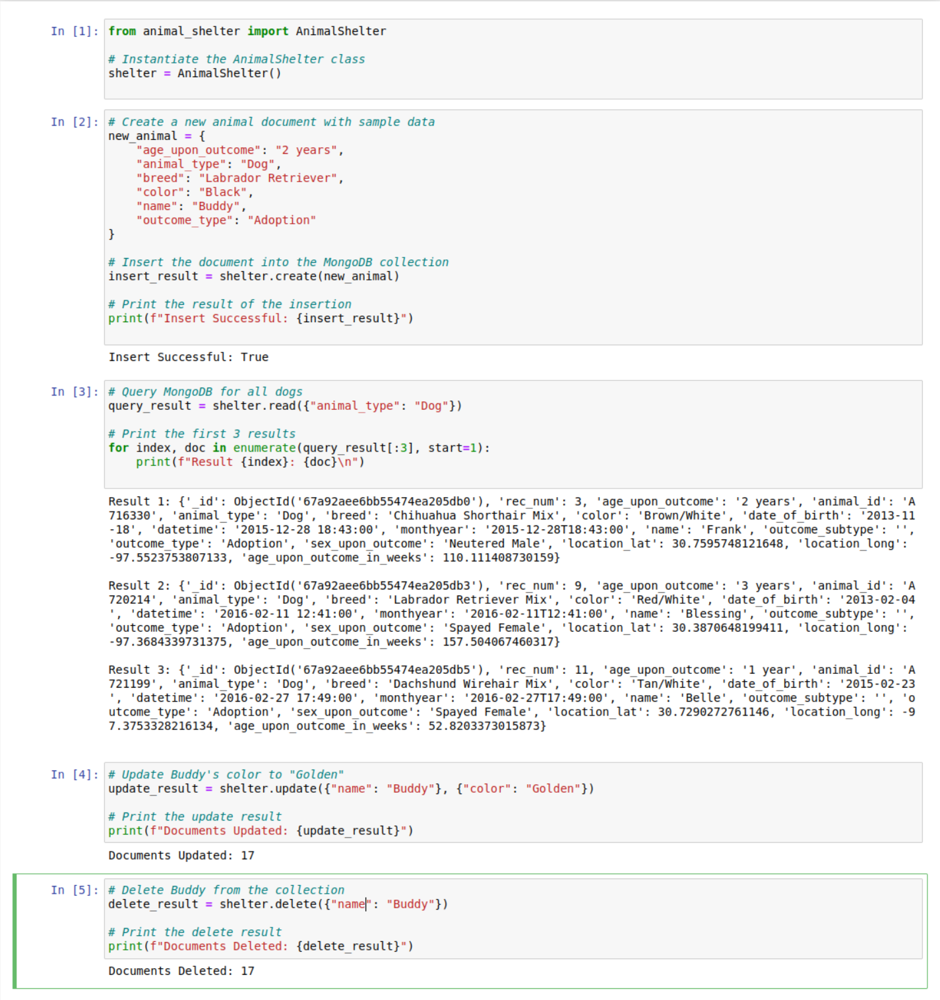 In [1]: from animal_shelter import AnimalShelter
# Instantiate the AnimalShelter class
shelter = AnimalShelter()
In [2]: # Create a new animal document with sample data
new_animal = {
    "age_upon_outcome": "2 years",
    "animal_type": "Dog",
    "breed": "Labrador Retriever",
    "color": "Black",
    "name": "Buddy",
    "outcome_type": "Adoption"
}
# Insert the document into the MongoDB collection
insert_result = shelter.create(new_animal)
# Print the result of the insertion
print(f"Insert Successful: {insert_result}")
Insert Successful: True
In [3]: # Query MongoDB for all dogs
query_result = shelter.read({"animal_type": "Dog"})
# Print the first 3 results
for index, doc in enumerate(query_result[:3], start=1):
    print(f"Result {index}: {doc}\n")
Result 1: {'_id': ObjectId('67a92aee6bb55474ea205db0'), 'rec_num': 3, 'age_upon_outcome': '2 years', 'animal_id': 'A
716330', 'animal_type': 'Dog', 'breed': 'Chihuahua Shorthair Mix', 'color': 'Brown/White', 'date_of_birth': '2013-11
-18', 'datetime': '2015-12-28 18:43:00', 'monthyear': '2015-12-28T18:43:00', 'name': 'Frank', 'outcome_subtype': '',
'outcome_type': 'Adoption', 'sex_upon_outcome': 'Neutered Male', 'location_lat': 30.7595748121648, 'location_long':
-97.5523753807133, 'age_upon_outcome_in_weeks': 110.111408730159}
Result 2: {'_id': ObjectId('67a92aee6bb55474ea205db3'), 'rec_num': 9, 'age_upon_outcome': '3 years', 'animal_id': 'A
720214', 'animal_type': 'Dog', 'breed': 'Labrador Retriever Mix', 'color': 'Red/White', 'date_of_birth': '2013-02-04
', 'datetime': '2016-02-11 12:41:00', 'monthyear': '2016-02-11T12:41:00', 'name': 'Blessing', 'outcome_subtype': '',
'outcome_type': 'Adoption', 'sex_upon_outcome': 'Spayed Female', 'location_lat': 30.3870648199411, 'location_long':
-97.3684339731375, 'age_upon_outcome_in_weeks': 157.504067460317}
Result 3: {'_id': ObjectId('67a92aee6bb55474ea205db5'), 'rec_num': 11, 'age_upon_outcome': '1 year', 'animal_id': 'A
721199', 'animal_type': 'Dog', 'breed': 'Dachshund Wirehair Mix', 'color': 'Tan/White', 'date_of_birth': '2015-02-23
', 'datetime': '2016-02-27 17:49:00', 'monthyear': '2016-02-27T17:49:00', 'name': 'Belle', 'outcome_subtype': '', 'o
utcome_type': 'Adoption', 'sex_upon_outcome': 'Spayed Female', 'location_lat': 30.7290272761146, 'location_long': -9
7.3753328216134, 'age_upon_outcome_in_weeks': 52.8203373015873}
In [4]: # Update Buddy's color to "Golden"
update_result = shelter.update({"name": "Buddy"}, {"color": "Golden"})
# Print the update result
print(f"Documents Updated: {update_result}")
Documents Updated: 17
In [5]: # Delete Buddy from the collection
delete_result = shelter.delete({"name": "Buddy"})
# Print the delete result
print(f"Documents Deleted: {delete_result}")
Documents Deleted: 17